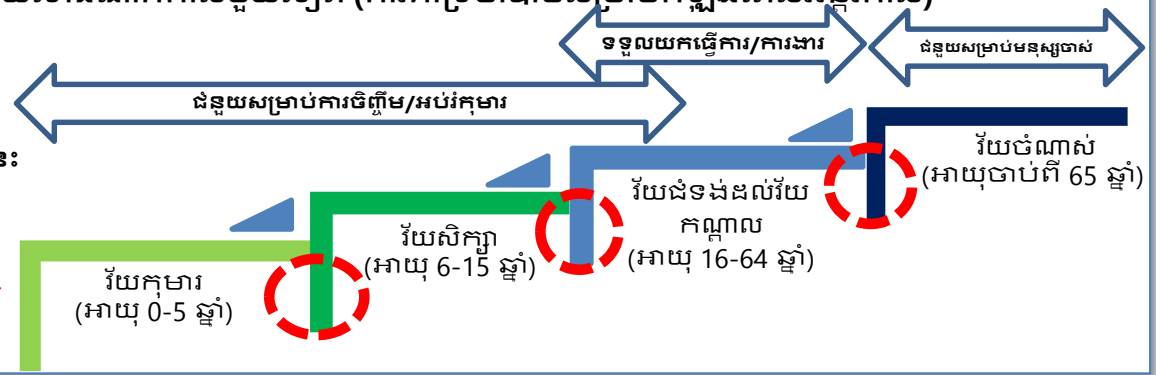 ទទួលយកធ្វើការ/ការងារ
ជំនួយសម្រាប់មនុស្សចាស់
ជំនួយសម្រាប់ការចិញ្ចឹម/អប់រំកុមារ
វ័យចំណាស់
(អាយុចាប់ពី 65 ឆ្នាំ)
វ័យជំទង់ដល់វ័យ
កណ្តាល
(អាយុ 16-64 ឆ្នាំ)
វ័យសិក្សា
(អាយុ 6-15 ឆ្នាំ)
វ័យកុមារ
(អាយុ 0-5 ឆ្នាំ)